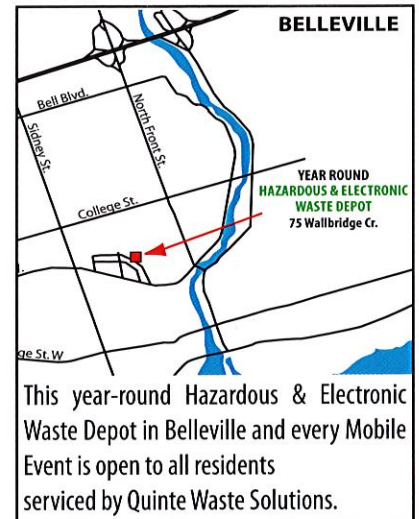 BELLEVILLE
Bell Blvd.
Sidney St.
North Front St.
College St.
YEAR ROUND
HAZARDOUS & ELECTRONIC
WASTE DEPOT
75 Wallbridge Cr.
ge St. W
This year-round Hazardous & Electronic
Waste Depot in Belleville and every Mobile
Event is open to all residents
serviced by Quinte Waste Solutions.